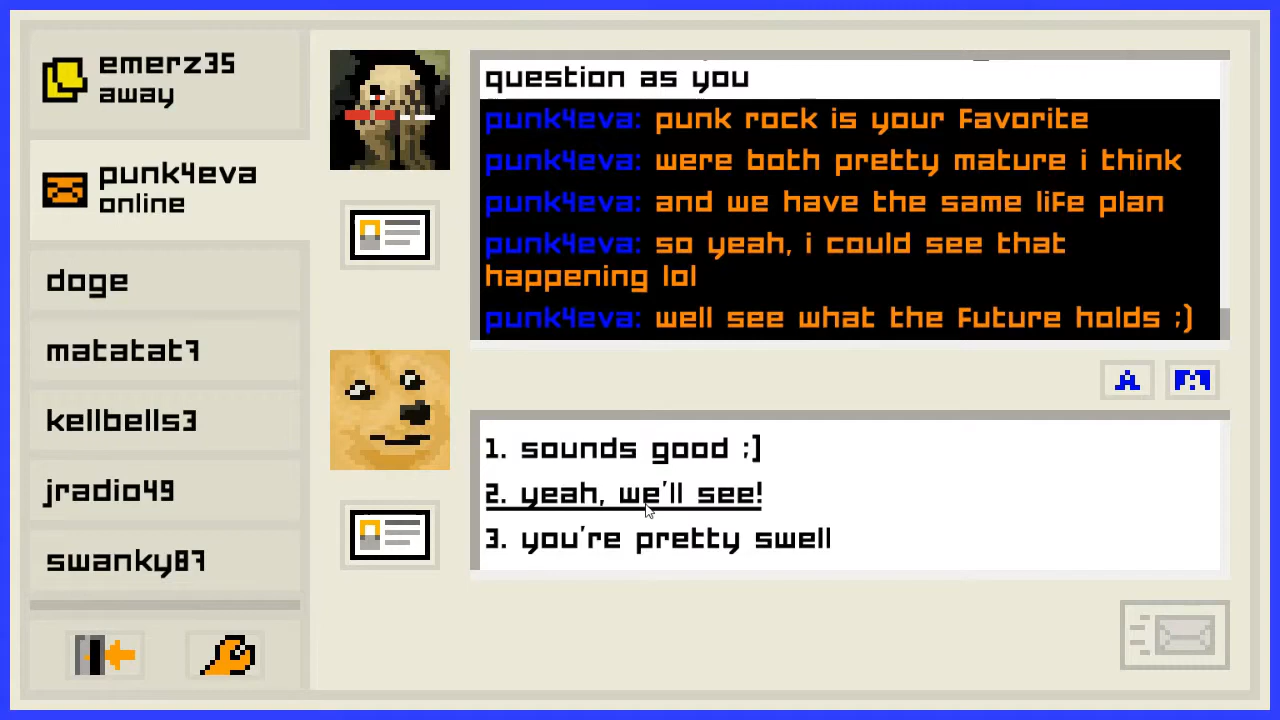 emerz35
away
punk4eva
online
doge
matatat7
kellbells3
jradio49
swanky87
question as you
punk4eva: punk rock is your favorite
punk4eva: were both pretty mature i think
punk4eva: and we have the same life plan
punk4eva: so yeah, i could see that
happening lol
punk4eva: well see what the future holds ;)
A
1. sounds good ;]
2. yeah, we'll see!
3. you're pretty swell